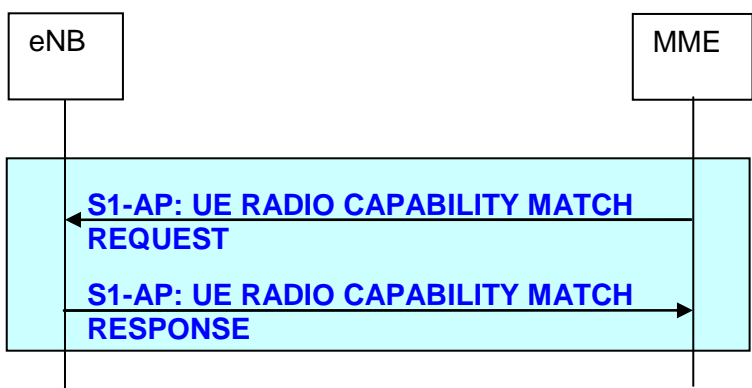 eNB
MME
S1-AP: UE RADIO CAPABILITY MATCH
REQUEST
S1-AP: UE RADIO CAPABILITY MATCH
RESPONSE